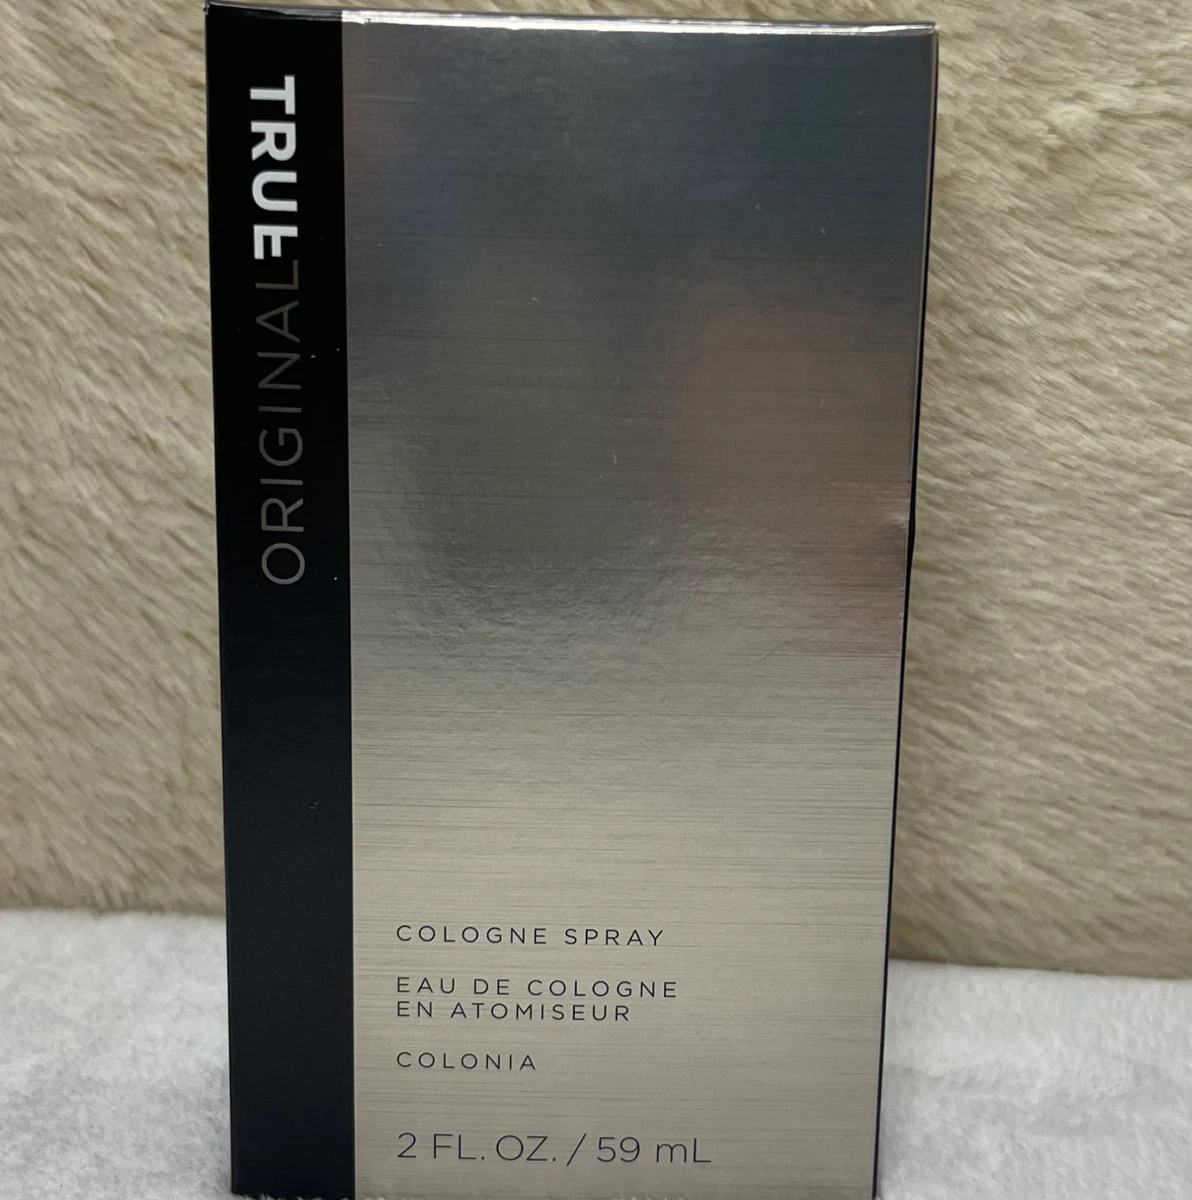 TRUE
ORIGINAL
COLOGNE SPRAY
EAU DE COLOGNE
EN ATOMISEUR
COLONIA
2 FL. OZ. / 59 mL